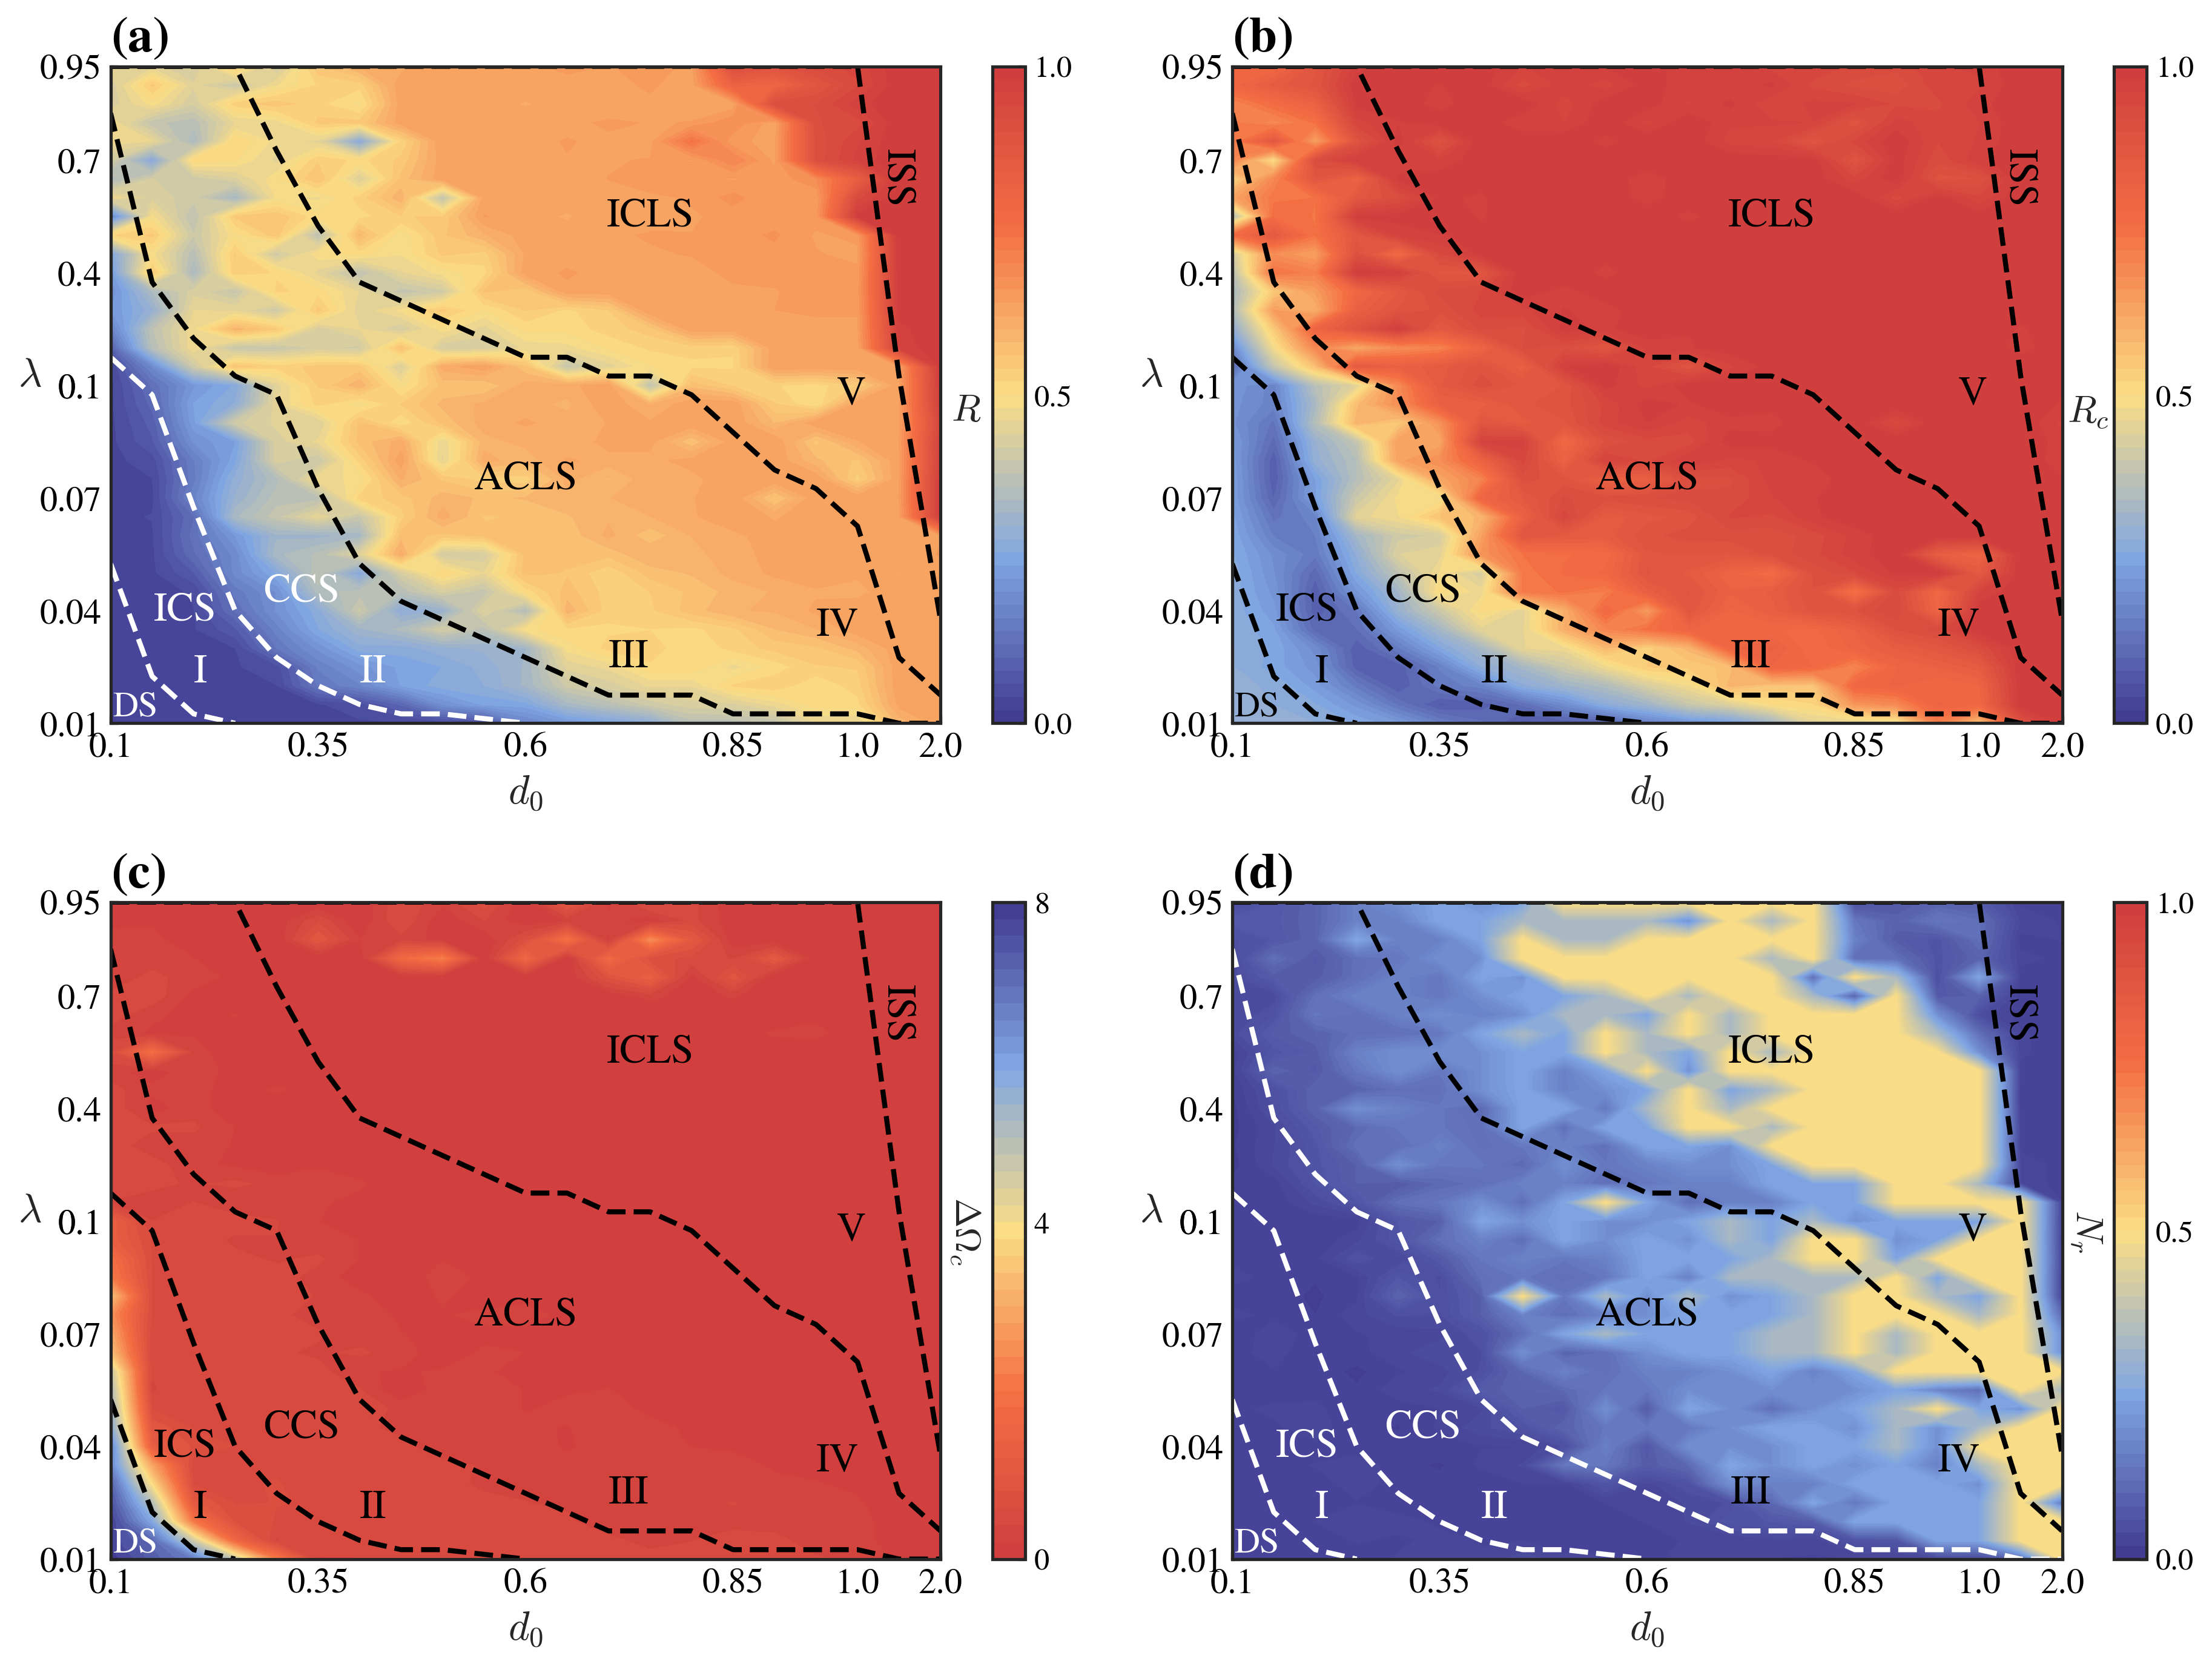 (a)
0.95
0.7
0.4
λ
0.1
0.07
0.04
0.01
0.1
0.35
0.6
0.85
1.0
2.0
d0
ICLS
ISS
ACLS
V
IV
III
CCS
ICS
II
I
DS
1.0
0.5
R
0.0
(b)
0.95
0.7
0.4
λ
0.1
0.07
0.04
0.01
0.1
0.35
0.6
0.85
1.0
2.0
d0
ICLS
ISS
ACLS
V
IV
III
CCS
ICS
II
I
DS
1.0
0.5
Rc
0.0
(c)
0.95
0.7
0.4
λ
0.1
0.07
0.04
0.01
0.1
0.35
0.6
0.85
1.0
2.0
d0
ICLS
ISS
ACLS
V
IV
III
CCS
ICS
II
I
DS
8
4
ΔΩc
0
(d)
0.95
0.7
0.4
λ
0.1
0.07
0.04
0.01
0.1
0.35
0.6
0.85
1.0
2.0
d0
ICLS
ISS
ACLS
V
IV
III
CCS
ICS
II
I
DS
1.0
0.5
Nr
0.0